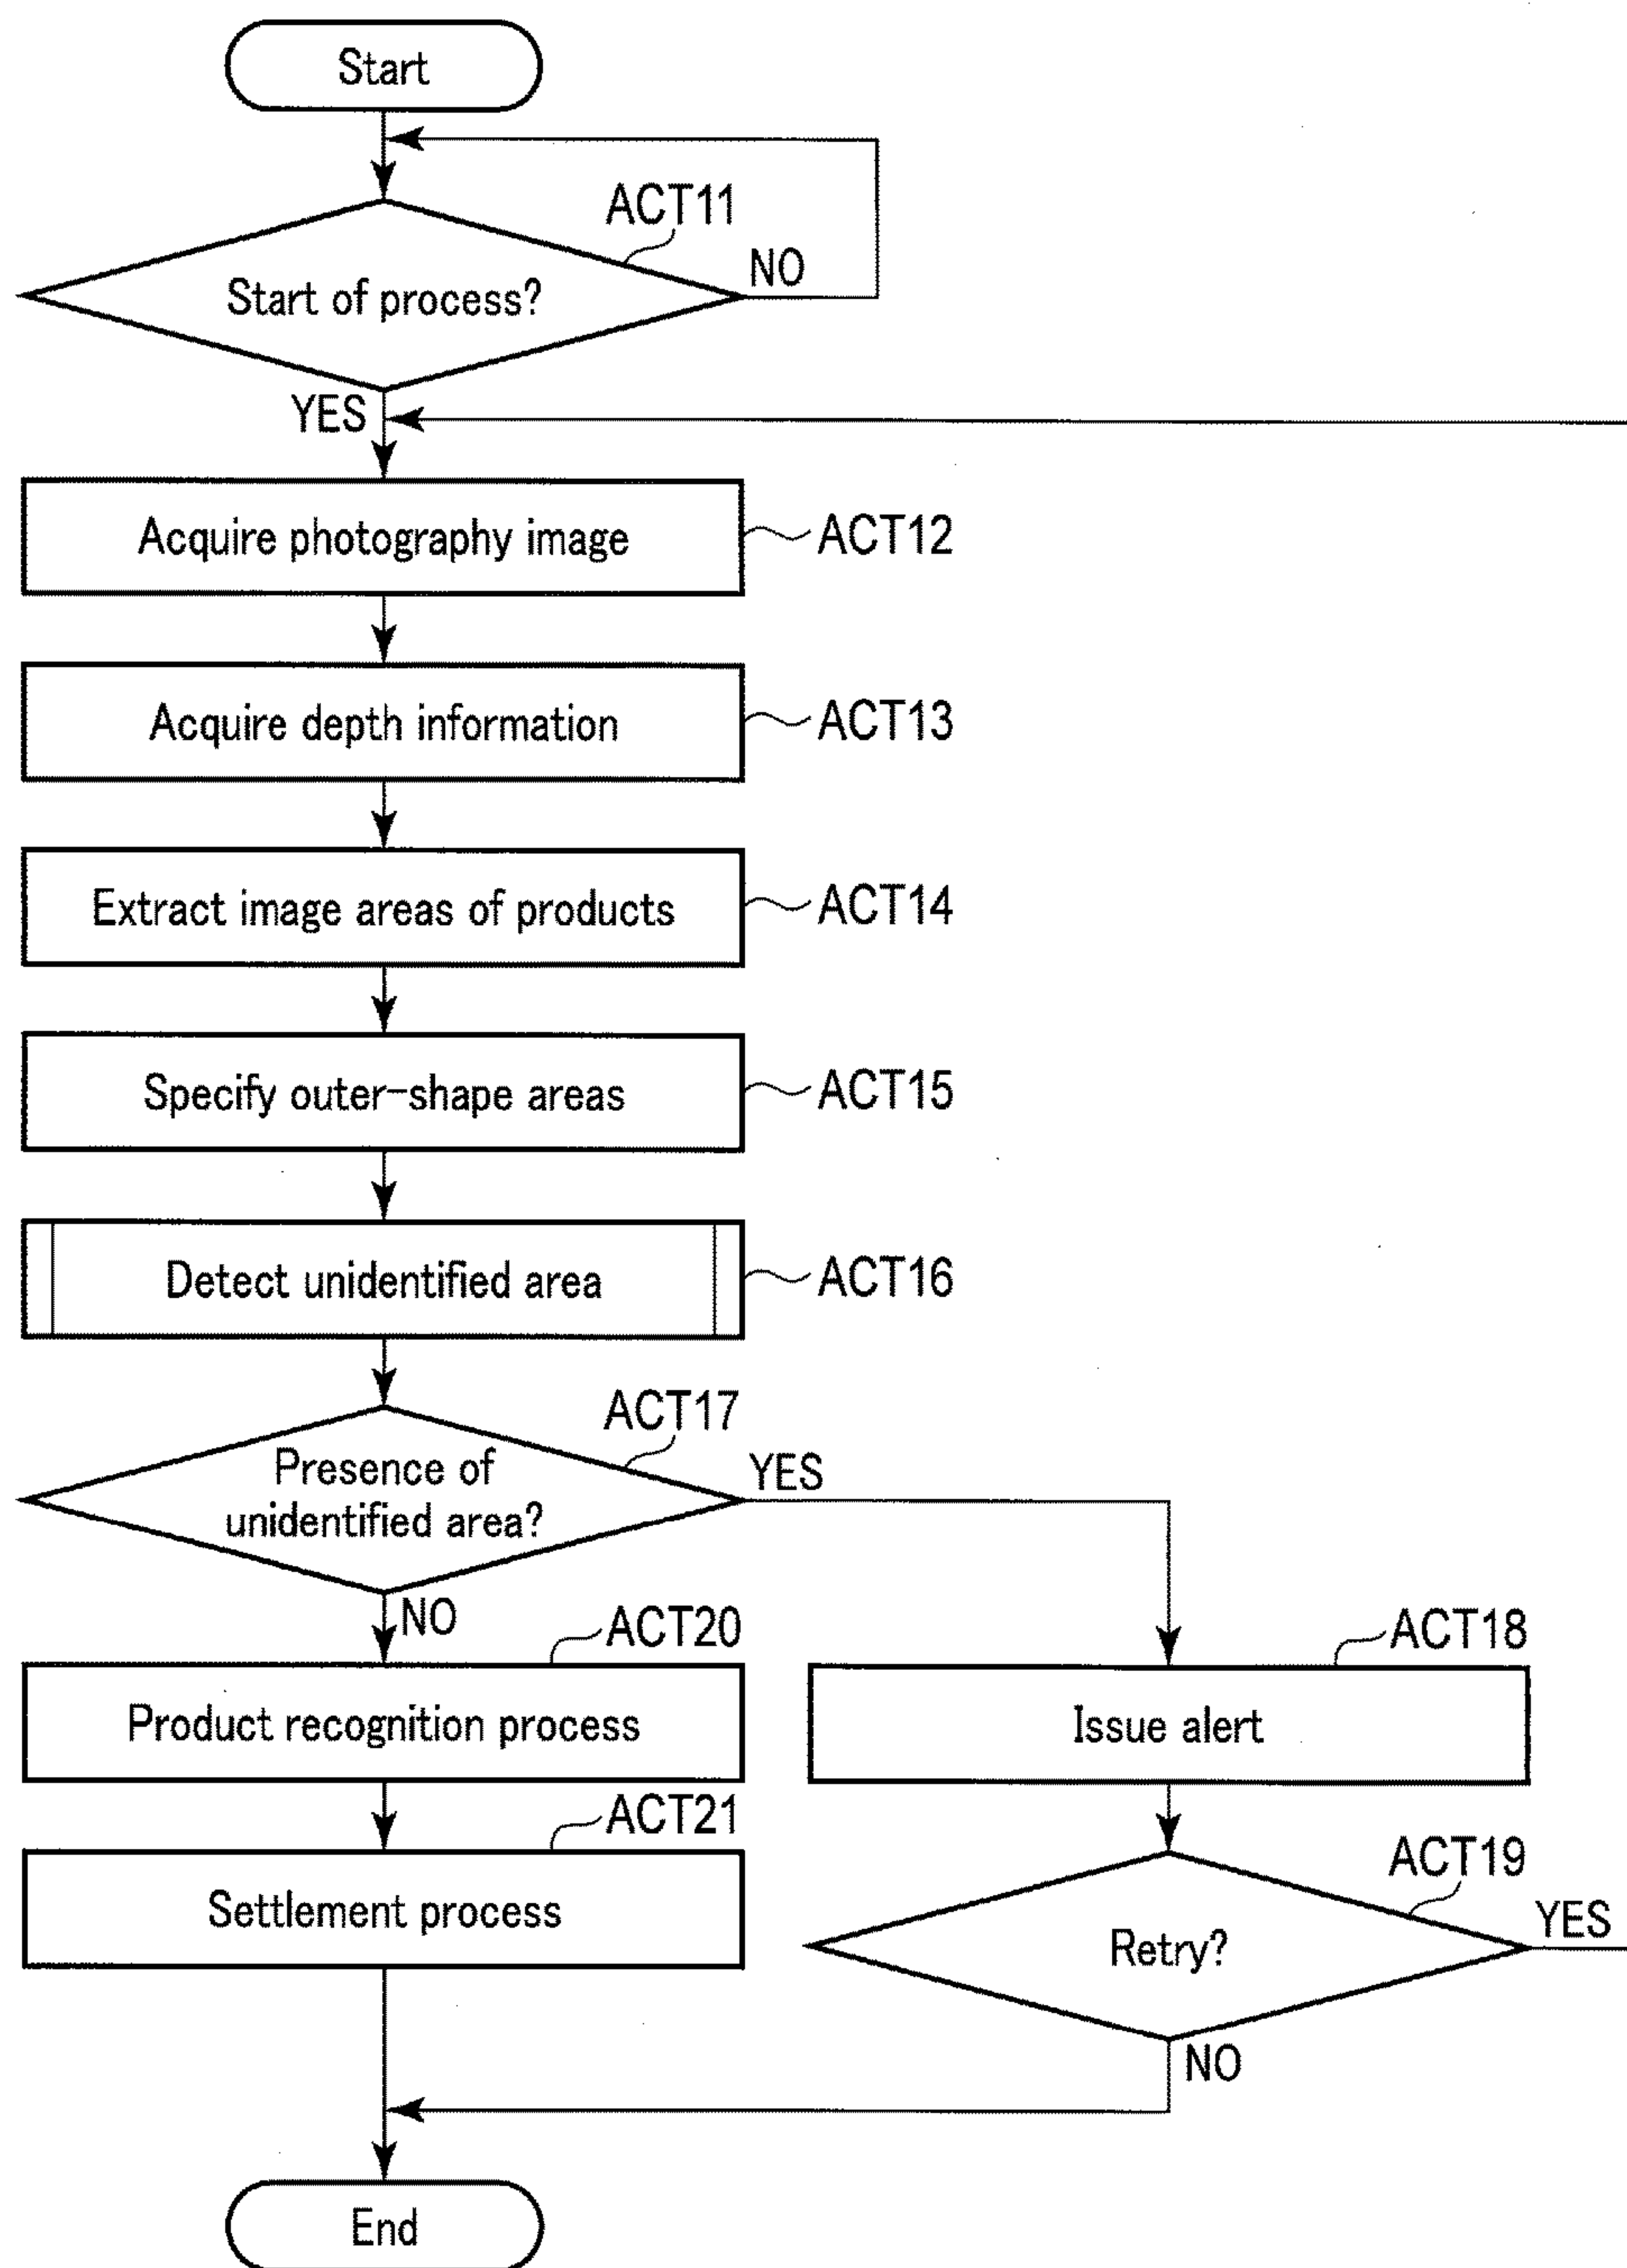 Start
ACT11
Start of process?
NO
YES
Acquire photography image
ACT12
Acquire depth information
ACT13
Extract image areas of products
ACT14
Specify outer-shape areas
ACT15
Detect unidentified area
ACT16
ACT17
Presence of
unidentified area?
YES
NO
ACT20
Product recognition process
ACT21
Settlement process
ACT18
Issue alert
ACT19
Retry?
YES
NO
End